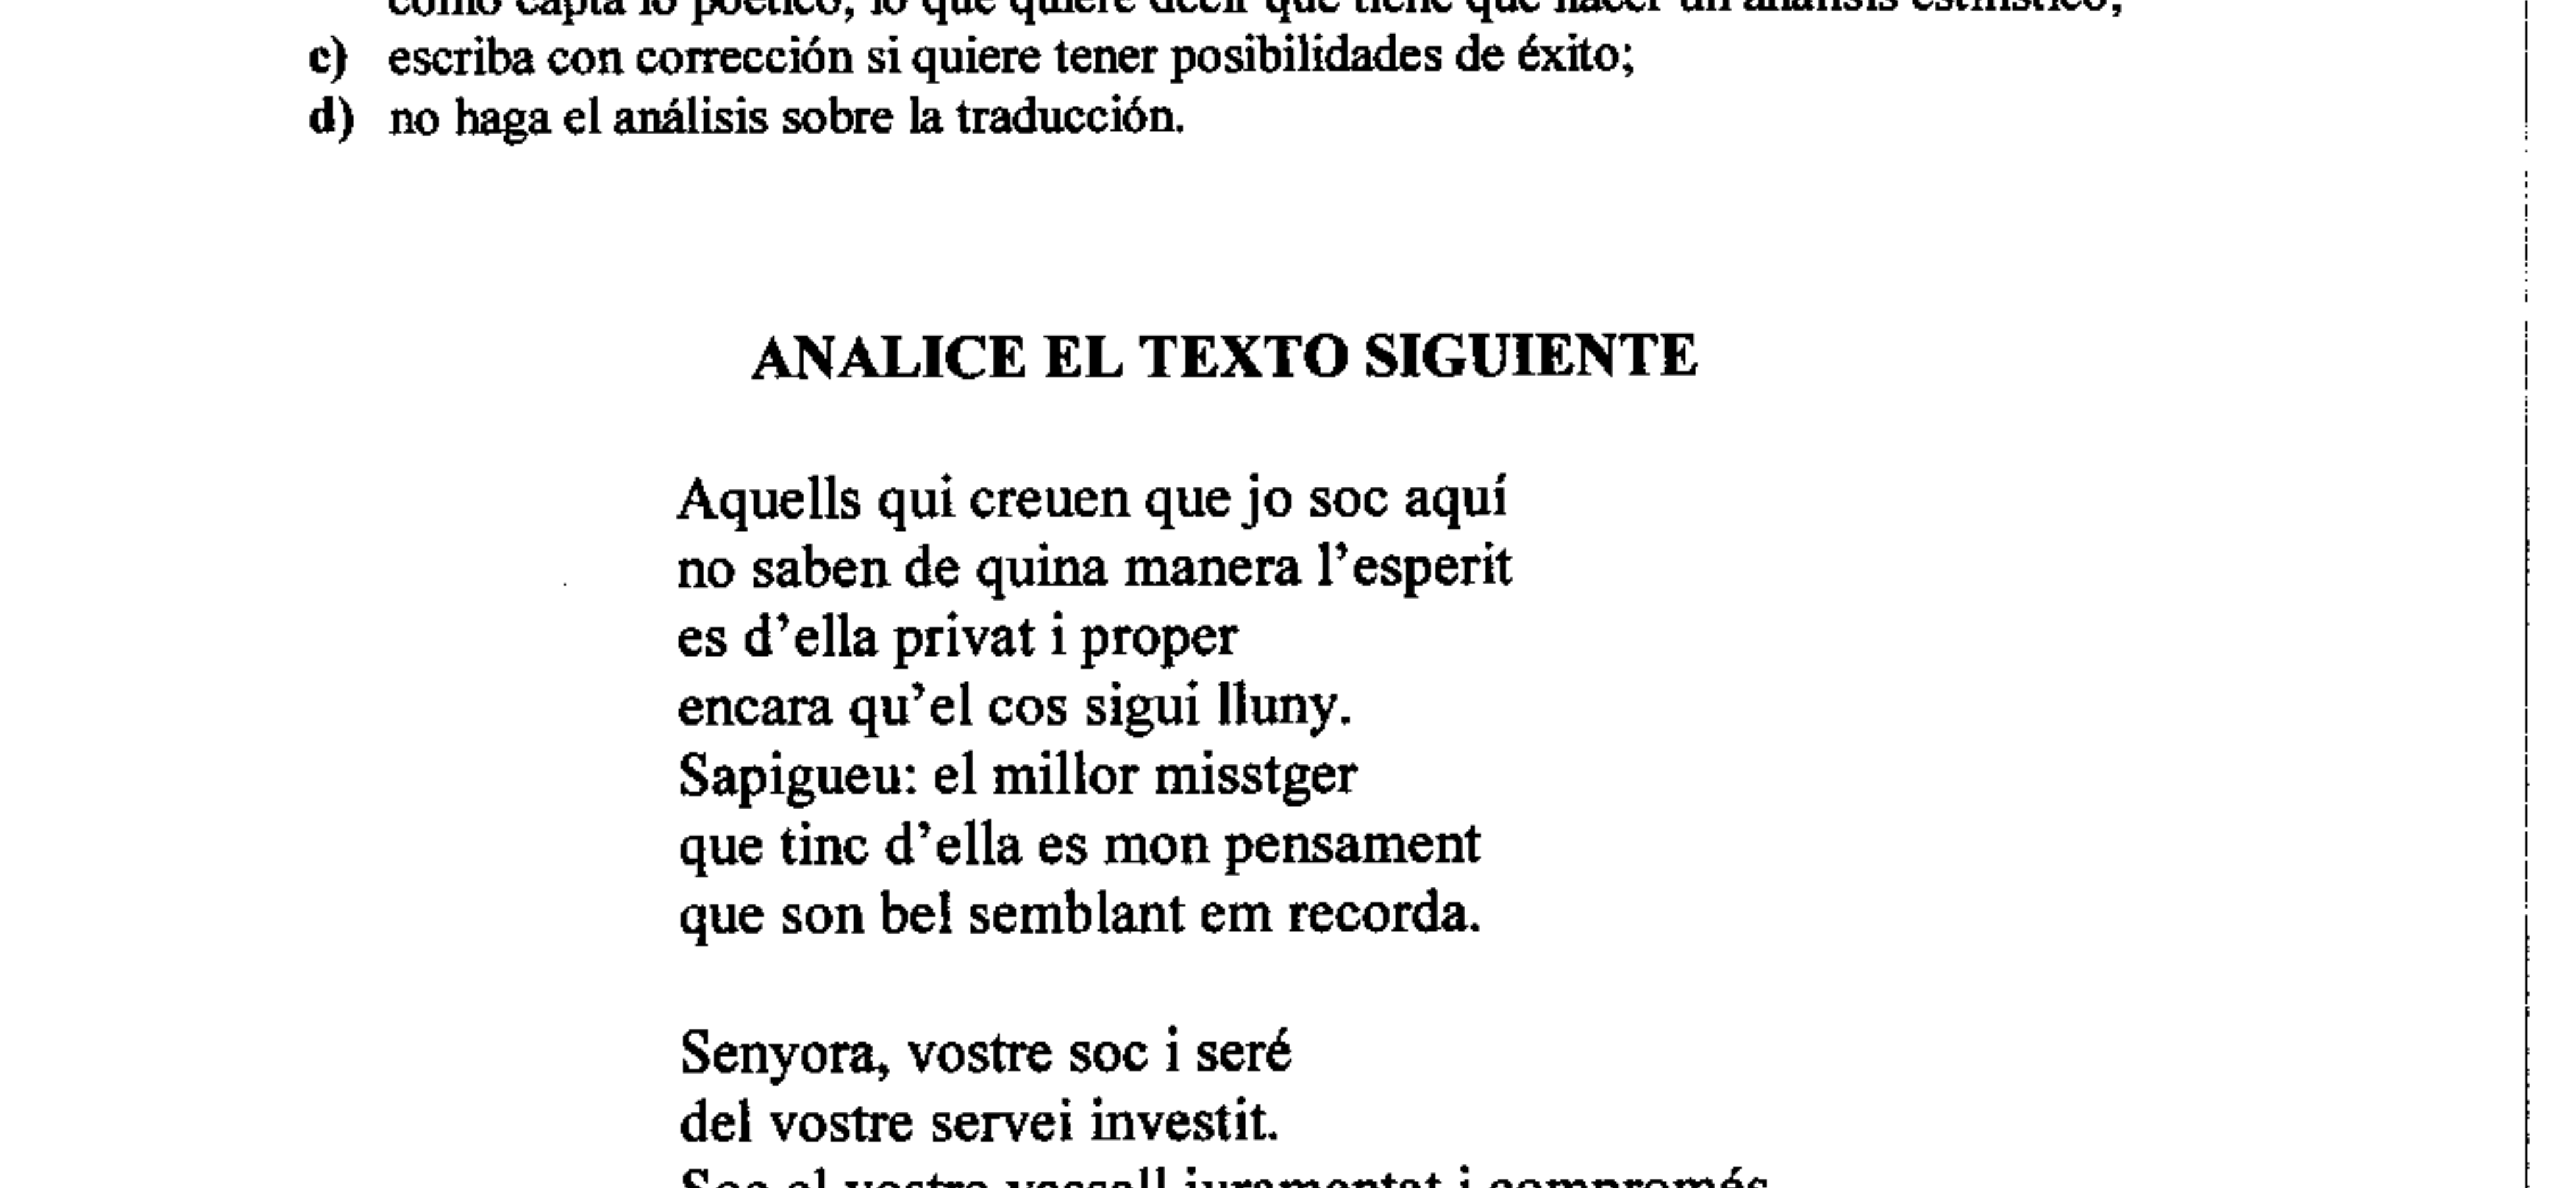 como capta lo poético, lo que quiere decir que tiene que hacer un análisis estilístico;
c) escriba con corrección si quiere tener posibilidades de éxito;
d) no haga el análisis sobre la traducción.
ANALICE EL TEXTO SIGUIENTE
Aquells qui creuen que jo soc aquí
no saben de quina manera l'esperit
es d'ella privat i proper
encara qu'el cos sigui lluny.
Sapigueu: el millor misstger
que tinc d'ella es mon pensament
que son bel semblant em recorda.
Senyora, vostre soc i seré
del vostre servei investit.
Soc el vostre vassall juramentat i compromés